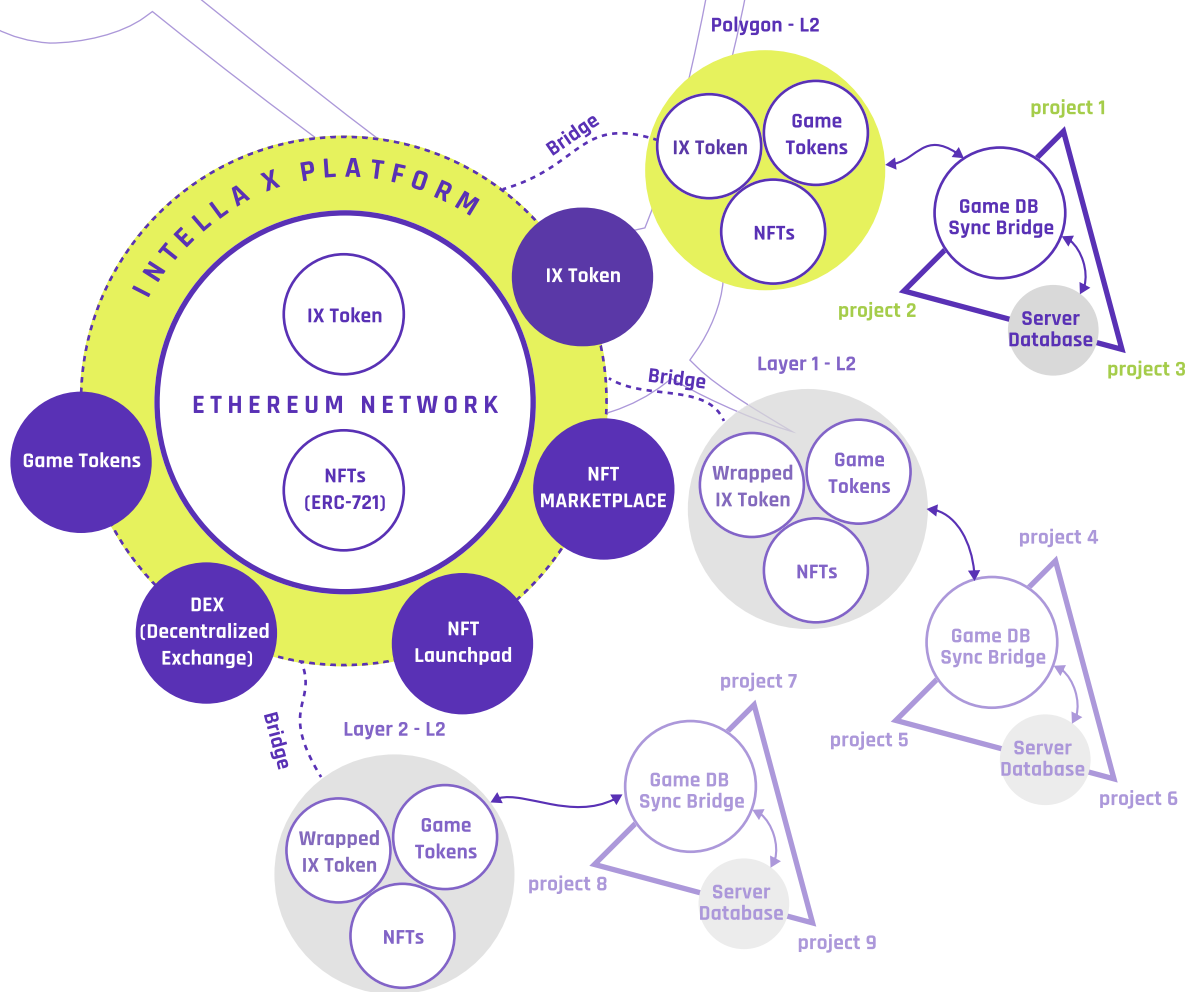 Polygon - L2
IX Token
Game
Tokens
NFTs
Bridge
project 1
Game DB
Sync Bridge
project 2
Server
Database
project 3
INTELLA X PLATFORM
IX Token
IX Token
ETHEREUM NETWORK
NFTs
(ERC-721)
Game Tokens
NFT
MARKETPLACE
DEX
(Decentralized
Exchange)
NFT
Launchpad
Bridge
Layer 1 - L2
Wrapped
IX Token
Game
Tokens
NFTs
project 4
Game DB
Sync Bridge
project 5
Server
Database
project 6
Bridge
Layer 2 - L2
Wrapped
IX Token
Game
Tokens
NFTs
project 7
Game DB
Sync Bridge
project 8
Server
Database
project 9